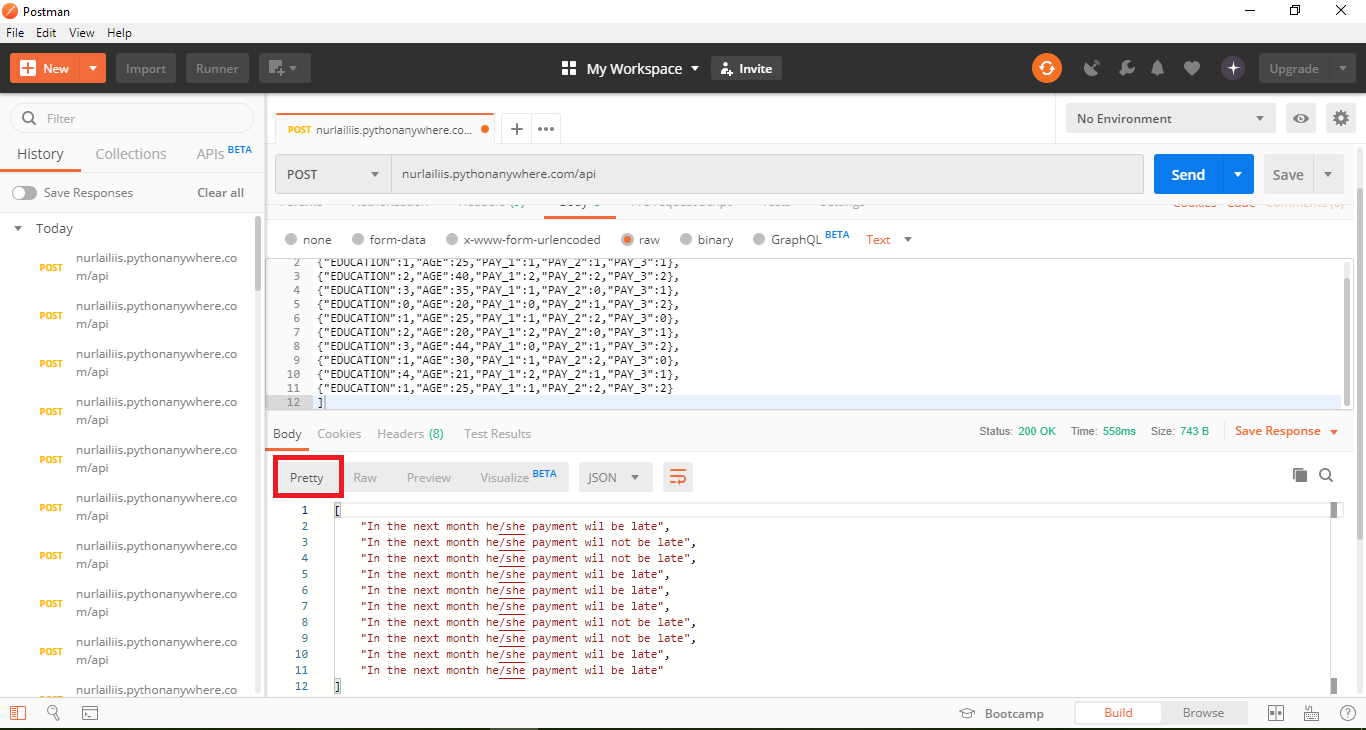 Postman
File Edit View Help
New Import Runner My Workspace Invite Upgrade
Filter
History Collections APIs BETA
Save Responses Clear all
Today
POST nurlailiis.pythonanywhere.co
m/api
POST nurlailiis.pythonanywhere.co
m/api
POST nurlailiis.pythonanywhere.co
m/api
POST nurlailiis.pythonanywhere.co
m/api
POST nurlailiis.pythonanywhere.co
m/api
POST nurlailiis.pythonanywhere.co
m/api
POST nurlailiis.pythonanywhere.co
m/api
POST nurlailiis.pythonanywhere.co
m/api
POST nurlailiis.pythonanywhere.co
m/api
nurlailiis.pythonanywhere.co
POST nurlailiis.pythonanywhere.co... No Environment
POST nurlailiis.pythonanywhere.com/api Send Save
none form-data x-www-form-urlencoded raw binary GraphQL BETA Text
2 {"EDUCATION":1,"AGE":25,"PAY_1":1,"PAY_2":1,"PAY_3":1},
3 {"EDUCATION":2,"AGE":40,"PAY_1":2,"PAY_2":2,"PAY_3":2},
4 {"EDUCATION":3,"AGE":35,"PAY_1":1,"PAY_2":0,"PAY_3":1},
5 {"EDUCATION":0,"AGE":20,"PAY_1":0,"PAY_2":1,"PAY_3":2},
6 {"EDUCATION":1,"AGE":25,"PAY_1":1,"PAY_2":2,"PAY_3":0},
7 {"EDUCATION":2,"AGE":20,"PAY_1":2,"PAY_2":0,"PAY_3":1},
8 {"EDUCATION":3,"AGE":44,"PAY_1":0,"PAY_2":1,"PAY_3":2},
9 {"EDUCATION":1,"AGE":30,"PAY_1":1,"PAY_2":2,"PAY_3":0},
10 {"EDUCATION":4,"AGE":21,"PAY_1":2,"PAY_2":1,"PAY_3":1},
11 {"EDUCATION":1,"AGE":25,"PAY_1":1,"PAY_2":2,"PAY_3":2}
12 ]
Body Cookies Headers (8) Test Results Status: 200 OK Time: 558ms Size: 743 B Save Response
Pretty Raw Preview Visualize BETA JSON
1 [
2 "In the next month he/she payment wil be late",
3 "In the next month he/she payment wil not be late",
4 "In the next month he/she payment wil not be late",
5 "In the next month he/she payment wil be late",
6 "In the next month he/she payment wil be late",
7 "In the next month he/she payment wil be late",
8 "In the next month he/she payment wil not be late",
9 "In the next month he/she payment wil not be late",
10 "In the next month he/she payment wil be late",
11 "In the next month he/she payment wil be late"
12 ]
Bootcamp Build Browse